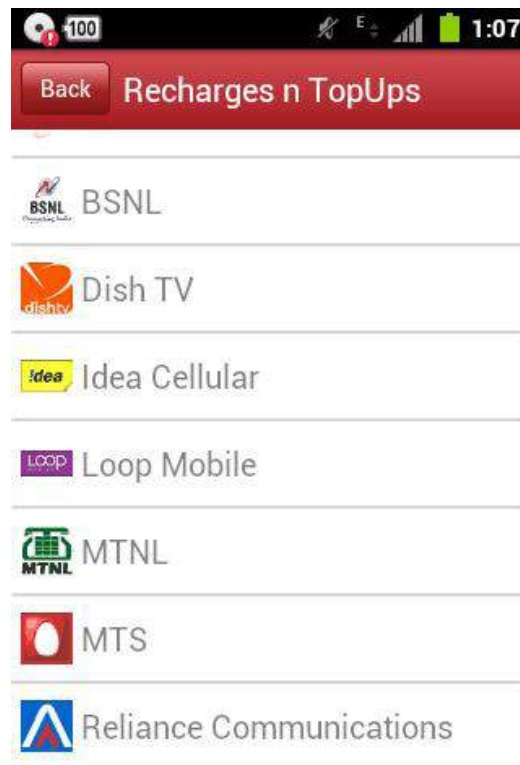 100
E
1:07
Back
Recharges n TopUps
BSNL
BSNL
dishtv
Dish TV
!dea
Idea Cellular
LOOP
Loop Mobile
MTNL
MTNL
MTS
Reliance Communications